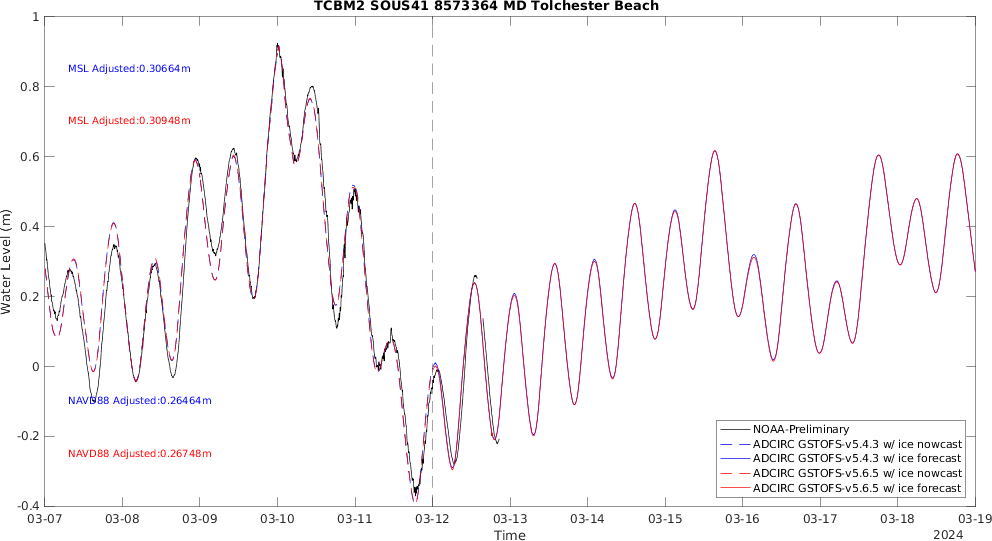 TCBM2 SOUS41 8573364 MD Tolchester Beach
1
0.8
0.6
0.4
0.2
0
-0.2
-0.4
Water Level (m)
MSL Adjusted:0.30664m
MSL Adjusted:0.30948m
NAVD88 Adjusted:0.26464m
NAVD88 Adjusted:0.26748m
NOAA-Preliminary
ADCIRC GSTOFS-v5.4.3 w/ ice nowcast
ADCIRC GSTOFS-v5.4.3 w/ ice forecast
ADCIRC GSTOFS-v5.6.5 w/ ice nowcast
ADCIRC GSTOFS-v5.6.5 w/ ice forecast
03-07 03-08 03-09 03-10 03-11 03-12 03-13 03-14 03-15 03-16 03-17 03-18 03-19
Time
2024